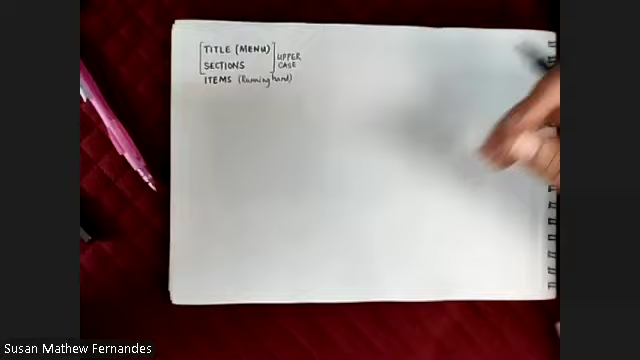 TITLE (MENU)
SECTIONS
UPPER
CASE
ITEMS (Running hand)
Susan Mathew Fernandes